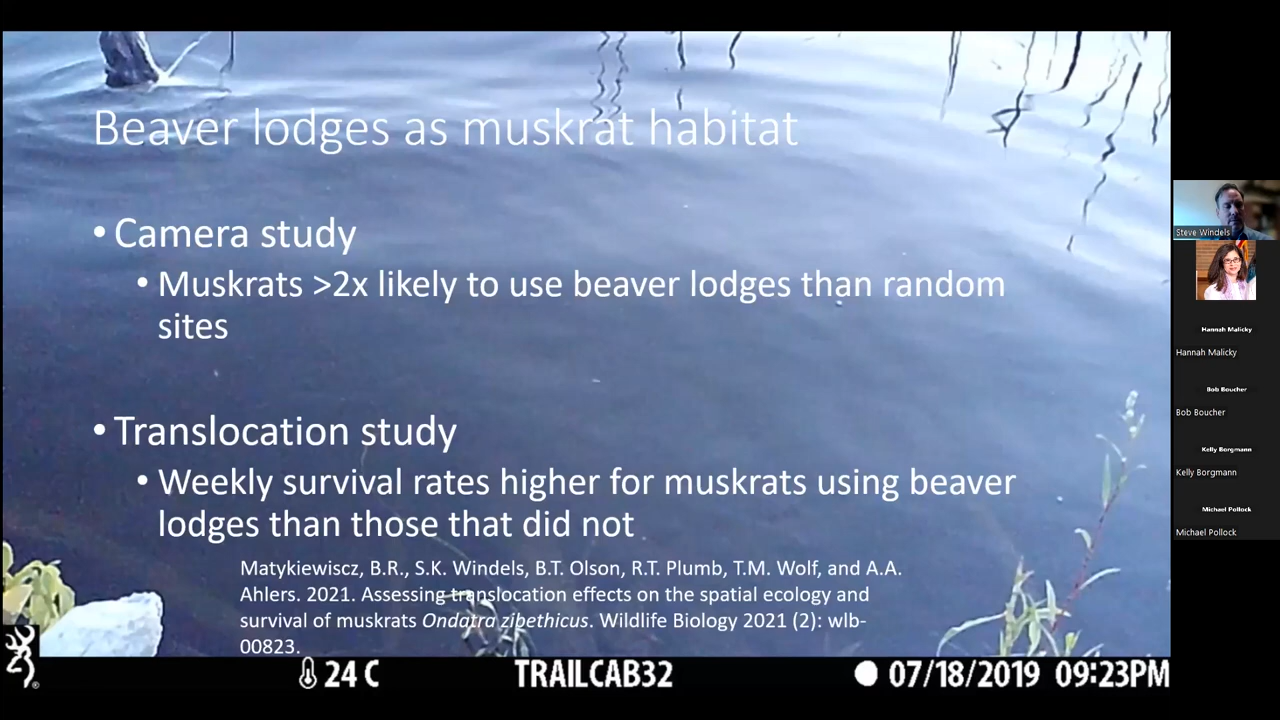 Beaver lodges as muskrat habitat
• Camera study
• Muskrats >2x likely to use beaver lodges than random
sites
• Translocation study
• Weekly survival rates higher for muskrats using beaver
lodges than those that did not
Matykiewiscz, B.R., S.K. Windels, B.T. Olson, R.T. Plumb, T.M. Wolf, and A.A.
Ahlers. 2021. Assessing translocation effects on the spatial ecology and
survival of muskrats Ondatra zibethicus. Wildlife Biology 2021 (2): wlb-
00823.
24 C TRAILCAB32 07/18/2019 09:23PM
Steve Windels
Hannah Malicky
Hannah Malicky
Bob Boucher
Bob Boucher
Kelly Borgmann
Kelly Borgmann
Michael Pollock
Michael Pollock